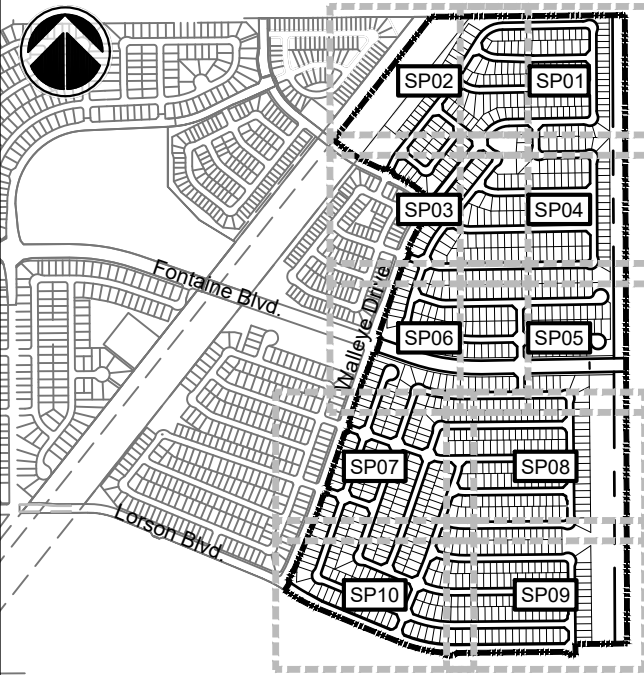 SP02
SP01
SP03
SP04
Fontaine Blvd.
Walleye Drive
SP06
SP05
SP07
SP08
Lorson Blvd.
SP10
SP09